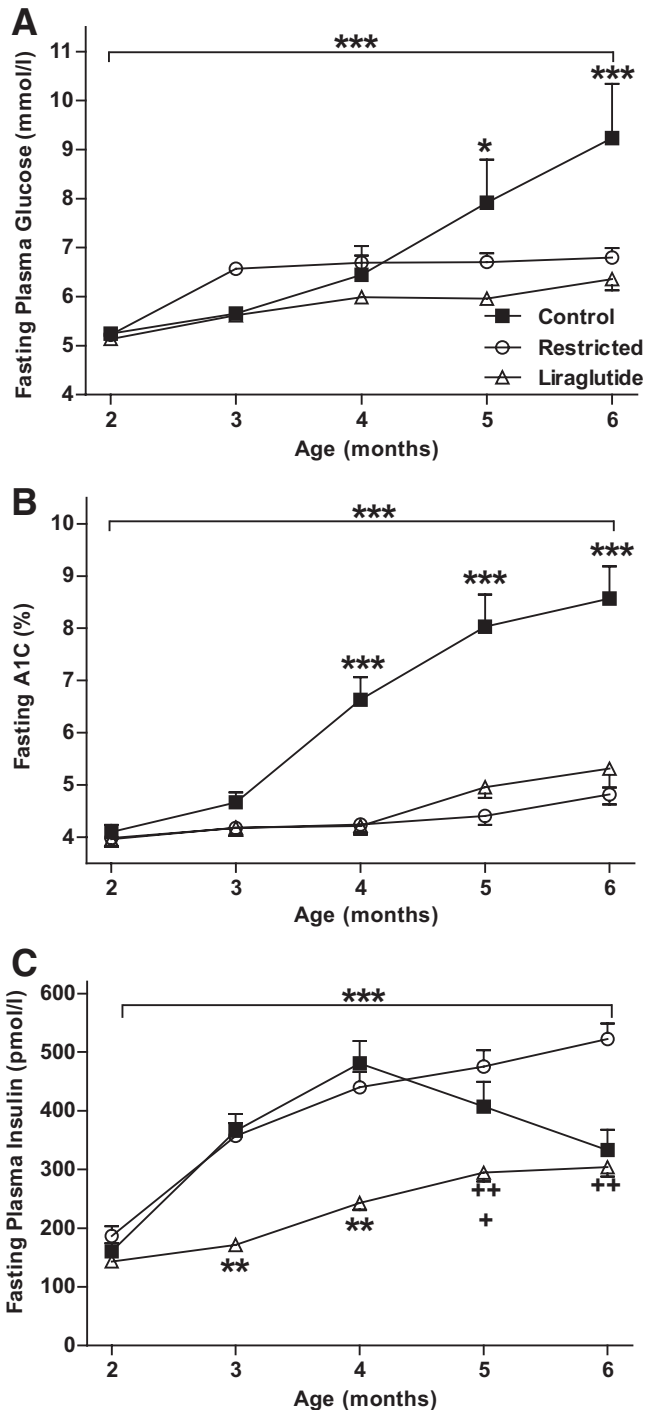 A
Fasting Plasma Glucose (mmol/l)
11
10
9
8
7
6
5
4
***
***
*
Control
Restricted
Liraglutide
2 3 4 5 6
Age (months)
B
Fasting A1C (%)
10
9
8
7
6
5
4
***
***
***
***
2 3 4 5 6
Age (months)
C
Fasting Plasma Insulin (pmol/l)
600
500
400
300
200
100
0
***
++ ++
+
**
**
2 3 4 5 6
Age (months)